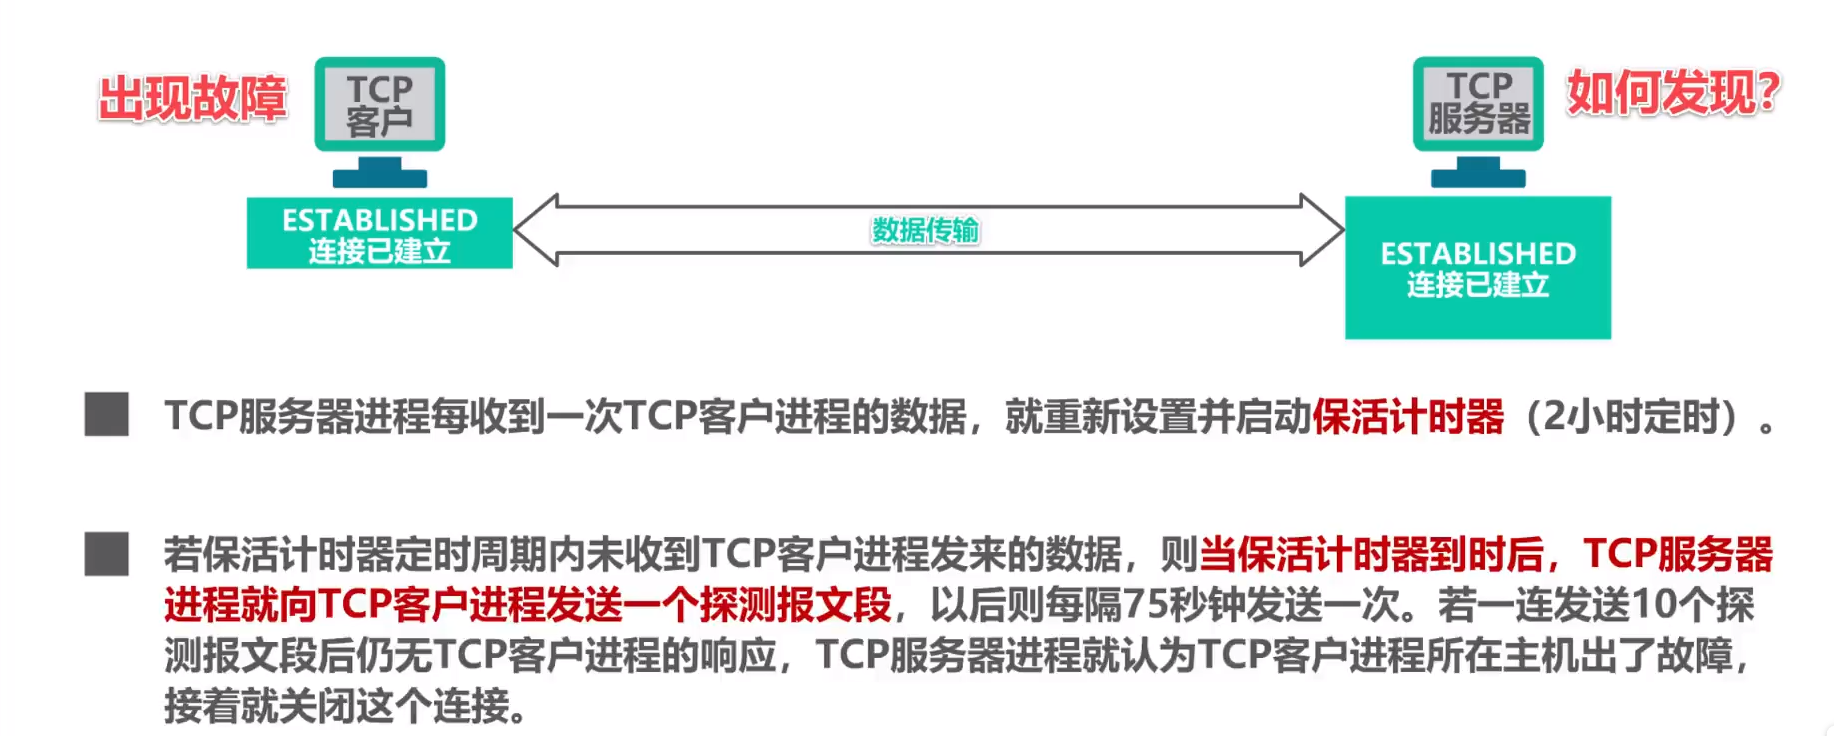 出现故障
TCP
客户
TCP
服务器
如何发现?
ESTABLISHED
连接已建立
数据传输
ESTABLISHED
连接已建立
TCP服务器进程每收到一次TCP客户进程的数据，就重新设置并启动保活计时器（2小时定时）。
若保活计时器定时周期内未收到TCP客户进程发来的数据，则当保活计时器到时后，TCP服务器
进程就向TCP客户进程发送一个探测报文段，以后则每隔75秒钟发送一次。若一连发送10个探
测报文段后仍无TCP客户进程的响应，TCP服务器进程就认为TCP客户进程所在主机出了故障，
接着就关闭这个连接。